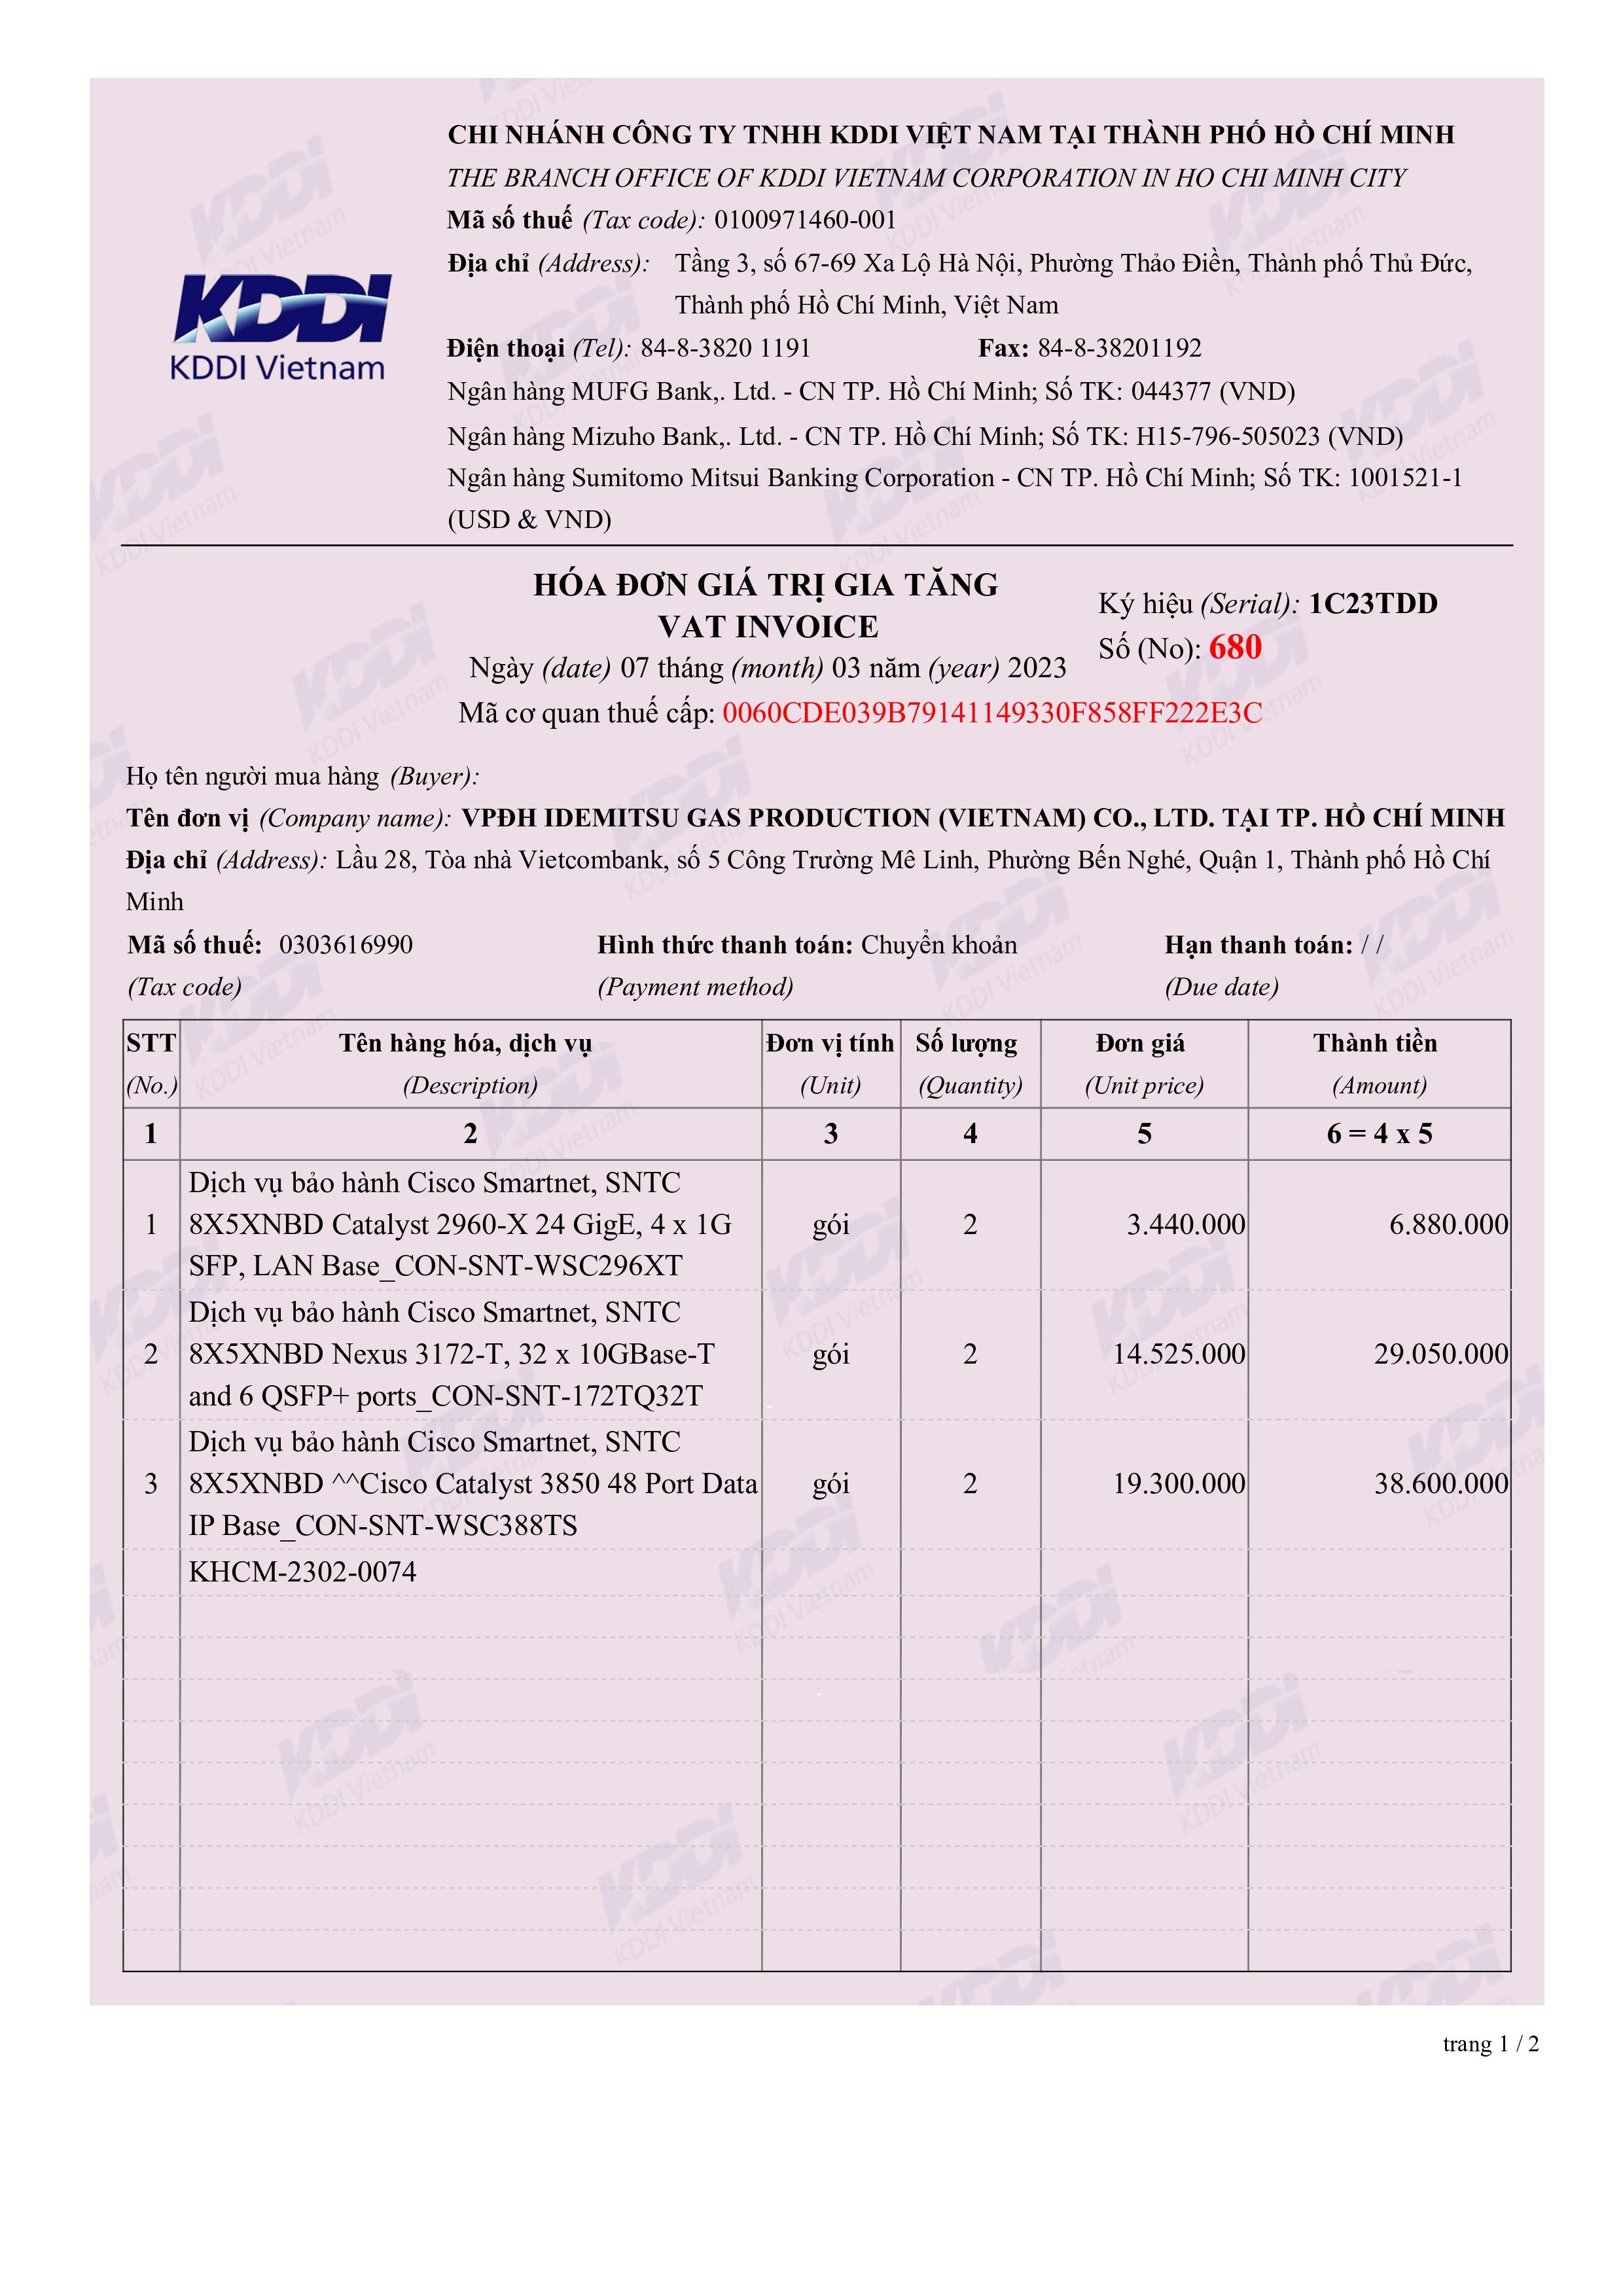 CHI NHÁNH CÔNG TY TNHH KDDI VIỆT NAM TẠI THÀNH PHỐ HỒ CHÍ MINH
THE BRANCH OFFICE OF KDDI VIETNAM CORPORATION IN HO CHI MINH CITY
Mã số thuế (Tax code): 0100971460-001
Địa chỉ (Address): Tầng 3, số 67-69 Xa Lộ Hà Nội, Phường Thảo Điền, Thành phố Thủ Đức,
Thành phố Hồ Chí Minh, Việt Nam
KDDI
KDDI Vietnam
Điện thoại (Tel): 84-8-3820 1191 Fax: 84-8-38201192
Ngân hàng MUFG Bank,. Ltd. - CN TP. Hồ Chí Minh; Số TK: 044377 (VND)
Ngân hàng Mizuho Bank,. Ltd. - CN TP. Hồ Chí Minh; Số TK: H15-796-505023 (VND)
Ngân hàng Sumitomo Mitsui Banking Corporation - CN TP. Hồ Chí Minh; Số TK: 1001521-1
(USD & VND)
HÓA ĐƠN GIÁ TRỊ GIA TĂNG
VAT INVOICE
Ngày (date) 07 tháng (month) 03 năm (year) 2023
Mã cơ quan thuế cấp: 0060CDE039B79141149330F858FF222E3C
Ký hiệu (Serial): 1C23TDD
Số (No): 680
Họ tên người mua hàng (Buyer):
Tên đơn vị (Company name): VPĐH IDEMITSU GAS PRODUCTION (VIETNAM) CO., LTD. TẠI TP. HỒ CHÍ MINH
Địa chỉ (Address): Lầu 28, Tòa nhà Vietcombank, số 5 Công Trường Mê Linh, Phường Bến Nghé, Quận 1, Thành phố Hồ Chí
Minh
Mã số thuế: 0303616990 Hình thức thanh toán: Chuyển khoản Hạn thanh toán: / /
(Tax code) (Payment method) (Due date)
STT Tên hàng hóa, dịch vụ Đơn vị tính Số lượng Đơn giá Thành tiền
(No.) (Description) (Unit) (Quantity) (Unit price) (Amount)
1 2 3 4 5 6 = 4 x 5
Dịch vụ bảo hành Cisco Smartnet, SNTC
1 8X5XNBD Catalyst 2960-X 24 GigE, 4 x 1G gói 2 3.440.000 6.880.000
SFP, LAN Base_CON-SNT-WSC296XT
Dịch vụ bảo hành Cisco Smartnet, SNTC
2 8X5XNBD Nexus 3172-T, 32 x 10GBase-T gói 2 14.525.000 29.050.000
and 6 QSFP+ ports_CON-SNT-172TQ32T
Dịch vụ bảo hành Cisco Smartnet, SNTC
3 8X5XNBD ^^Cisco Catalyst 3850 48 Port Data gói 2 19.300.000 38.600.000
IP Base_CON-SNT-WSC388TS
KHCM-2302-0074
trang 1 / 2